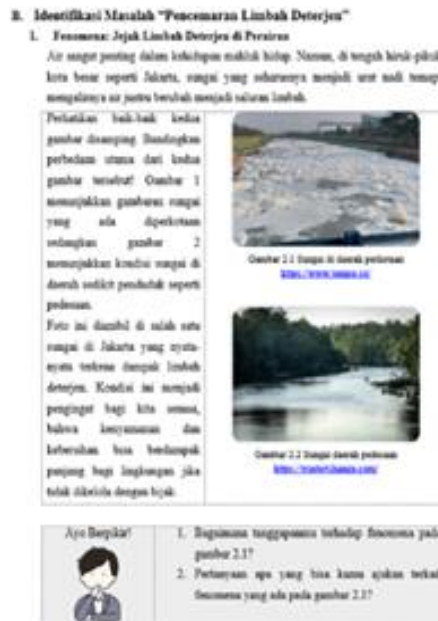 B. Identifikasi Masalah "Pencemaran Limbah Deterjen"
1. Fenomena: Jejak Limbah Deterjen di Perairan
Air sangat penting dalam kehidupan makhluk hidup. Namun, di tengah hiruk-pikuk
kota besar seperti Jakarta, sungai yang seharusnya menjadi urat nadi
mengalirnya air justru berubah menjadi saluran limbah.
Perhatikan baik-baik kedua
gambar disamping. Bandingkan
perbedaan utama dari kedua
gambar tersebut! Gambar 1
menunjukkan gambaran sungai
yang ada diperkotaan
sedangkan gambar 2
menunjukkan kondisi sungai di
daerah sedikit penduduk seperti
pedesaan.
Foto ini diambil di salah satu
sungai di Jakarta yang nyata-
nyata terkena dampak limbah
deterjen. Kondisi ini menjadi
pengingat bagi kita semua,
bahwa kenyamanan dan
kebersihan bisa berdampak
panjang bagi lingkungan jika
tidak dikelola dengan bijak.
Gambar 2.1 Sungai di daerah perkotaan
Gambar 2.2 Sungai daerah pedesaan
Ayo Berpikir!
1. Bagaimana tanggapanmu terhadap fenomena pada
gambar 2.1?
2. Pertanyaan apa yang bisa kamu ajukan terkait
fenomena yang ada pada gambar 2.1?